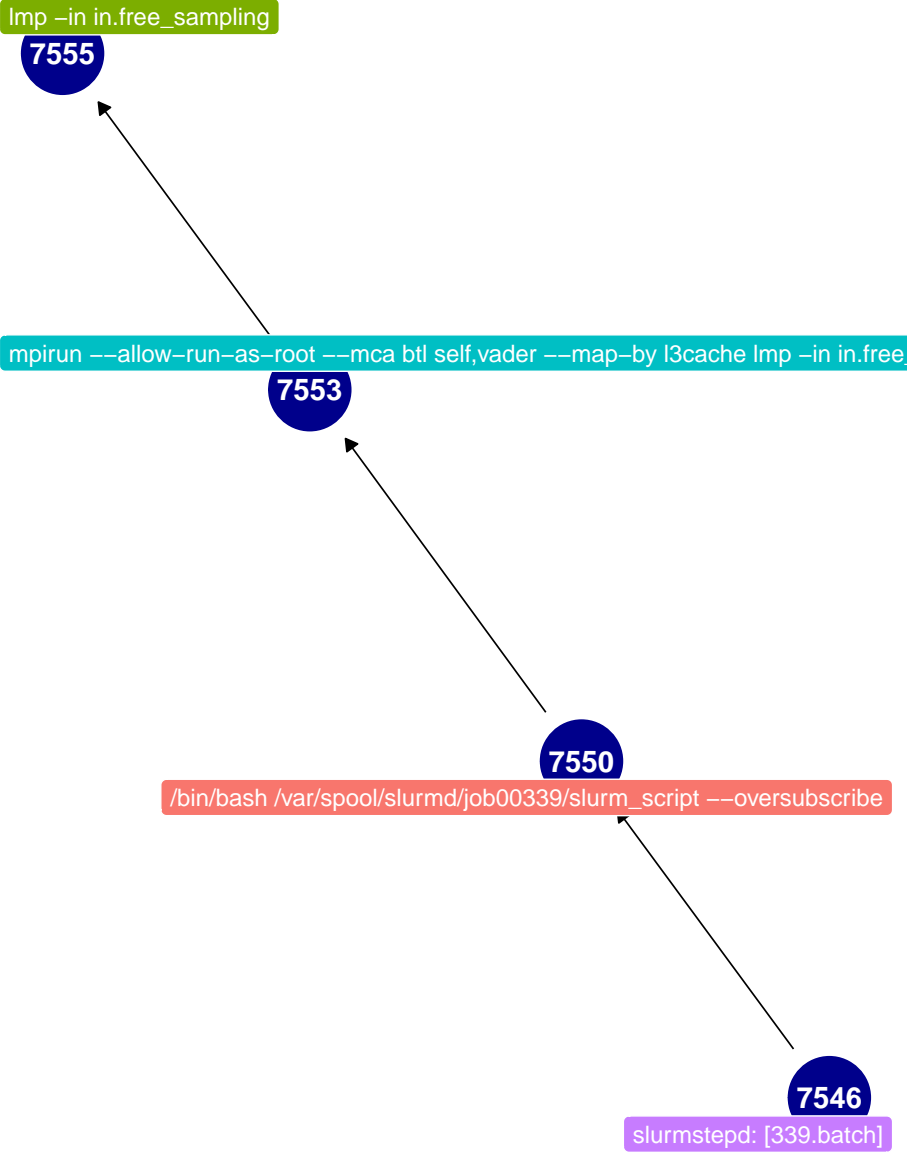 lmp −in in.free_sampling
7555
mpirun −−allow−run−as−root −−mca btl self,vader −−map−by l3cache lmp −in in.free_
7553
7550
/bin/bash /var/spool/slurmd/job00339/slurm_script −−oversubscribe
7546
slurmstepd: [339.batch]